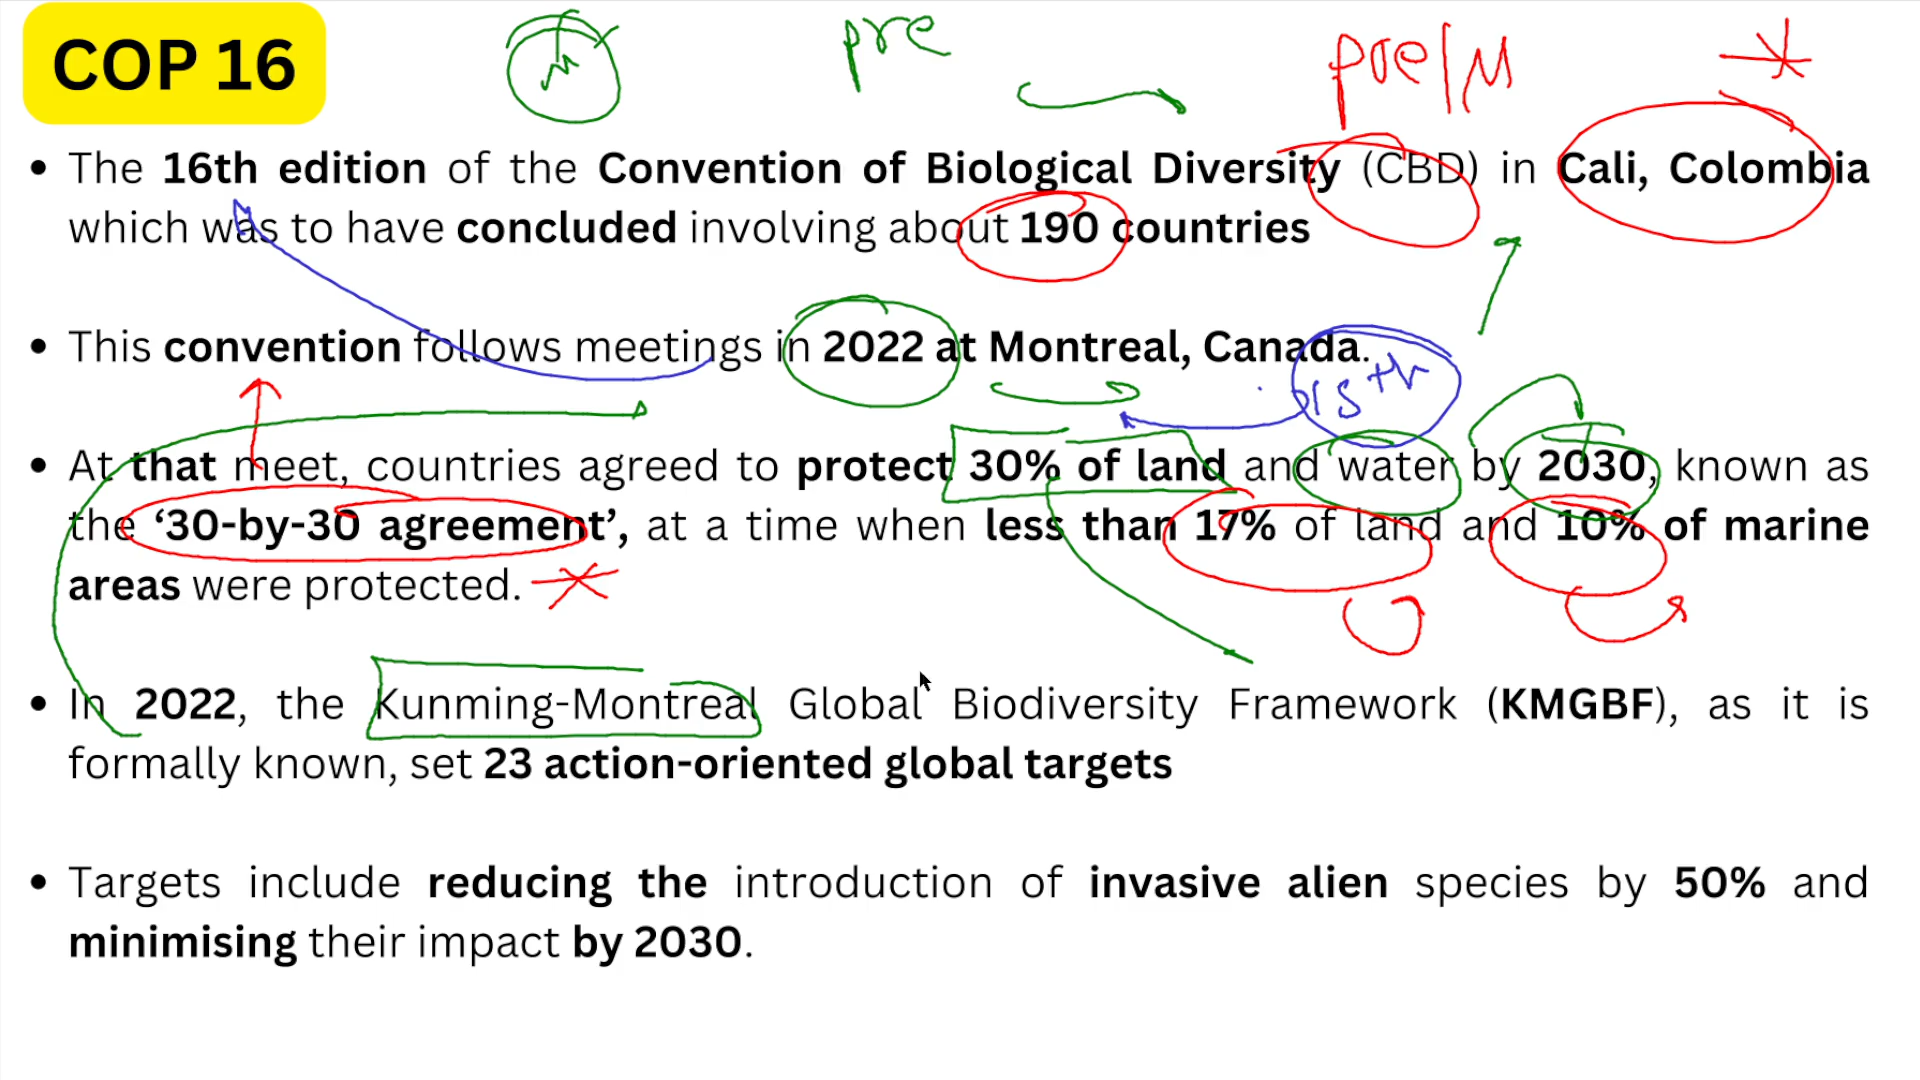 COP 16
M
pre
pre/M
• The 16th edition of the Convention of Biological Diversity (CBD) in Cali, Colombia
which was to have concluded involving about 190 countries
• This convention follows meetings in 2022 at Montreal, Canada.
15th
• At that meet, countries agreed to protect 30% of land and water by 2030, known as
the ‘30-by-30 agreement’, at a time when less than 17% of land and 10% of marine
areas were protected.
• In 2022, the Kunming-Montreal Global Biodiversity Framework (KMGBF), as it is
formally known, set 23 action-oriented global targets
• Targets include reducing the introduction of invasive alien species by 50% and
minimising their impact by 2030.